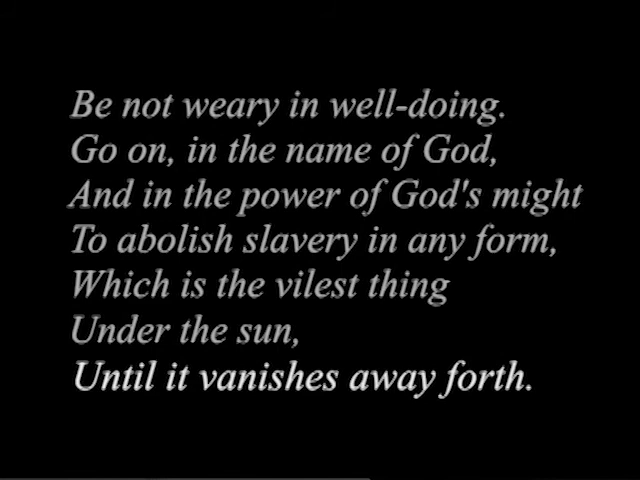 Be not weary in well-doing.
Go on, in the name of God,
And in the power of God's might
To abolish slavery in any form,
Which is the vilest thing
Under the sun,
Until it vanishes away forth.